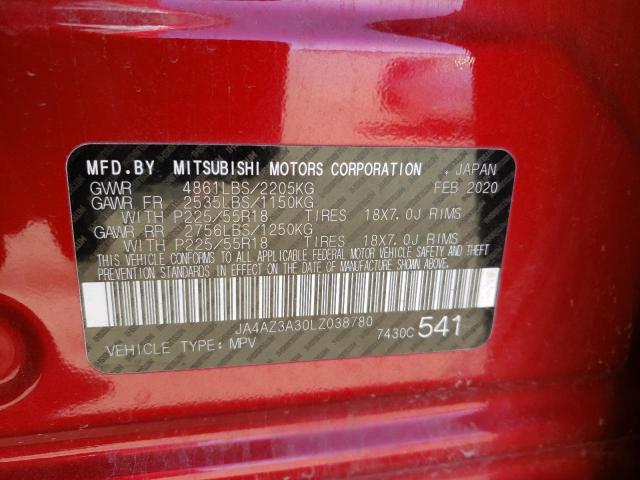 MFD.BY MITSUBISHI MOTORS CORPORATION , JAPAN
GVWR 4861LBS/2205KG FEB 2020
GAWR FR 2535LBS/1150KG
WITH P225/55R18 TIRES 18X7.0J RIMS
GAWR RR 2756LBS/1250KG
WITH P225/55R18 TIRES 18X7.0J RIMS
THIS VEHICLE CONFORMS TO ALL APPLICABLE FEDERAL MOTOR VEHICLE SAFETY AND THEFT
PREVENTION STANDARDS IN EFFECT ON THE DATE OF MANUFACTURE SHOWN ABOVE.
JA4AZ3A30LZ038780
VEHICLE TYPE: MPV 7430C 541